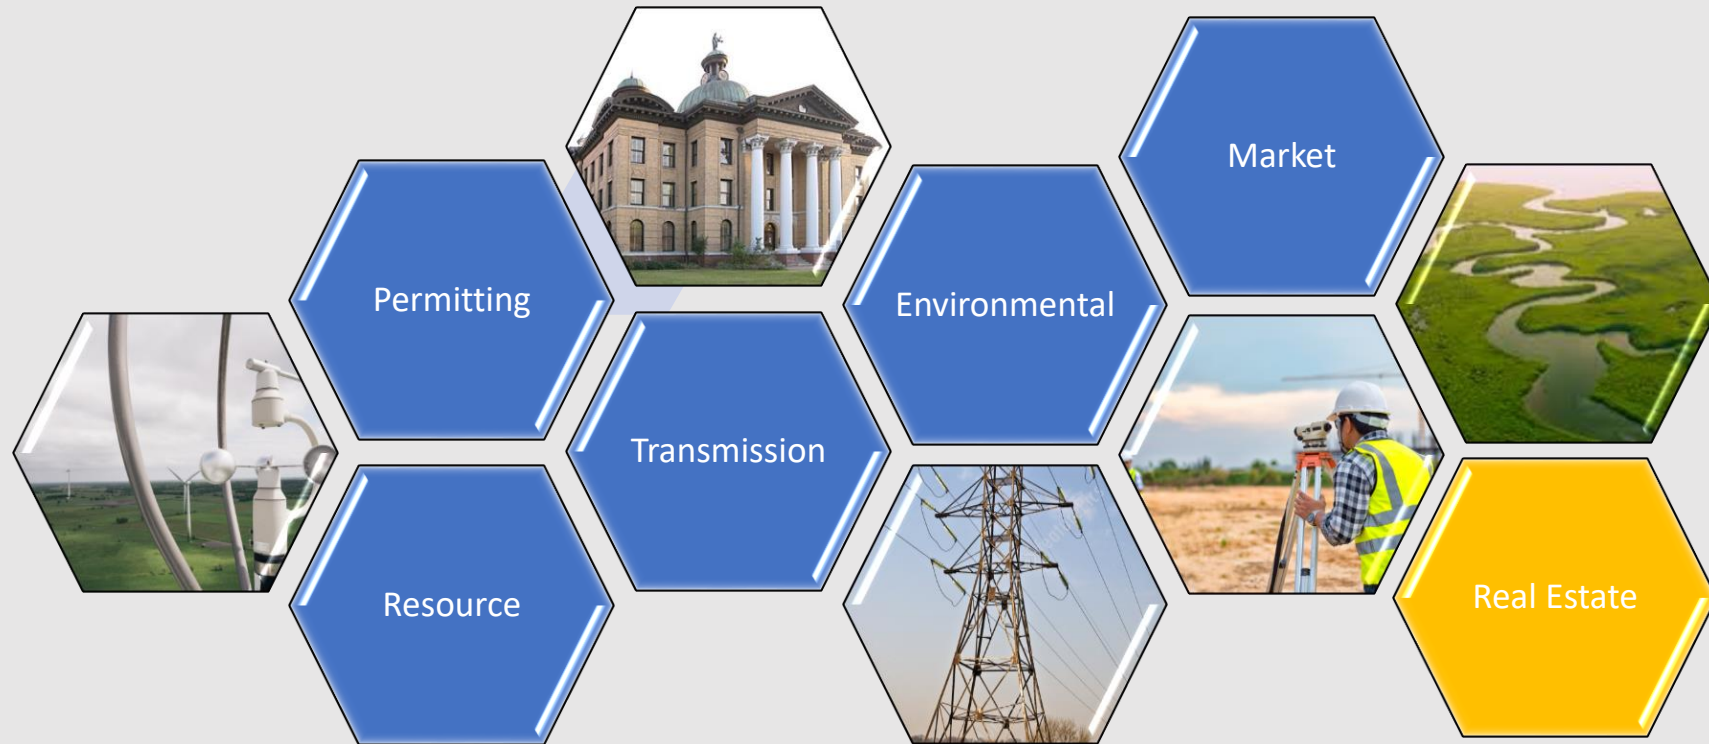 Market
Permitting
Environmental
Transmission
Resource
Real Estate